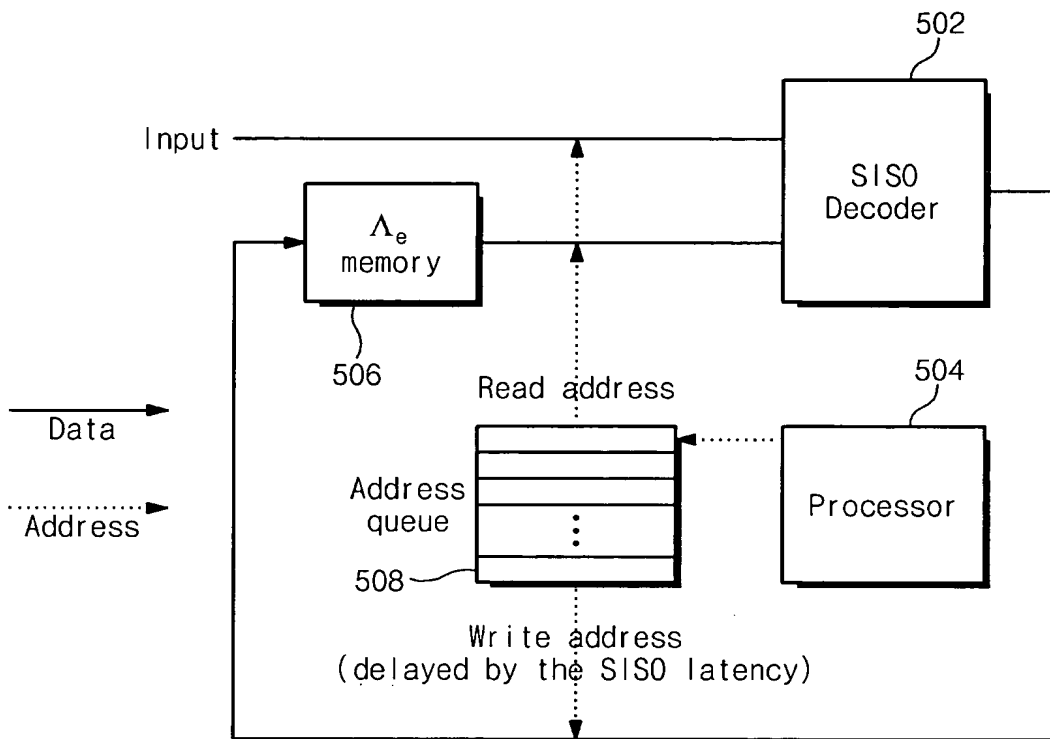 502
Input
SISO
Decoder
Λe
memory
506
504
Read address
Data
Address
queue
Processor
Address
508
Write address
(delayed by the SISO latency)